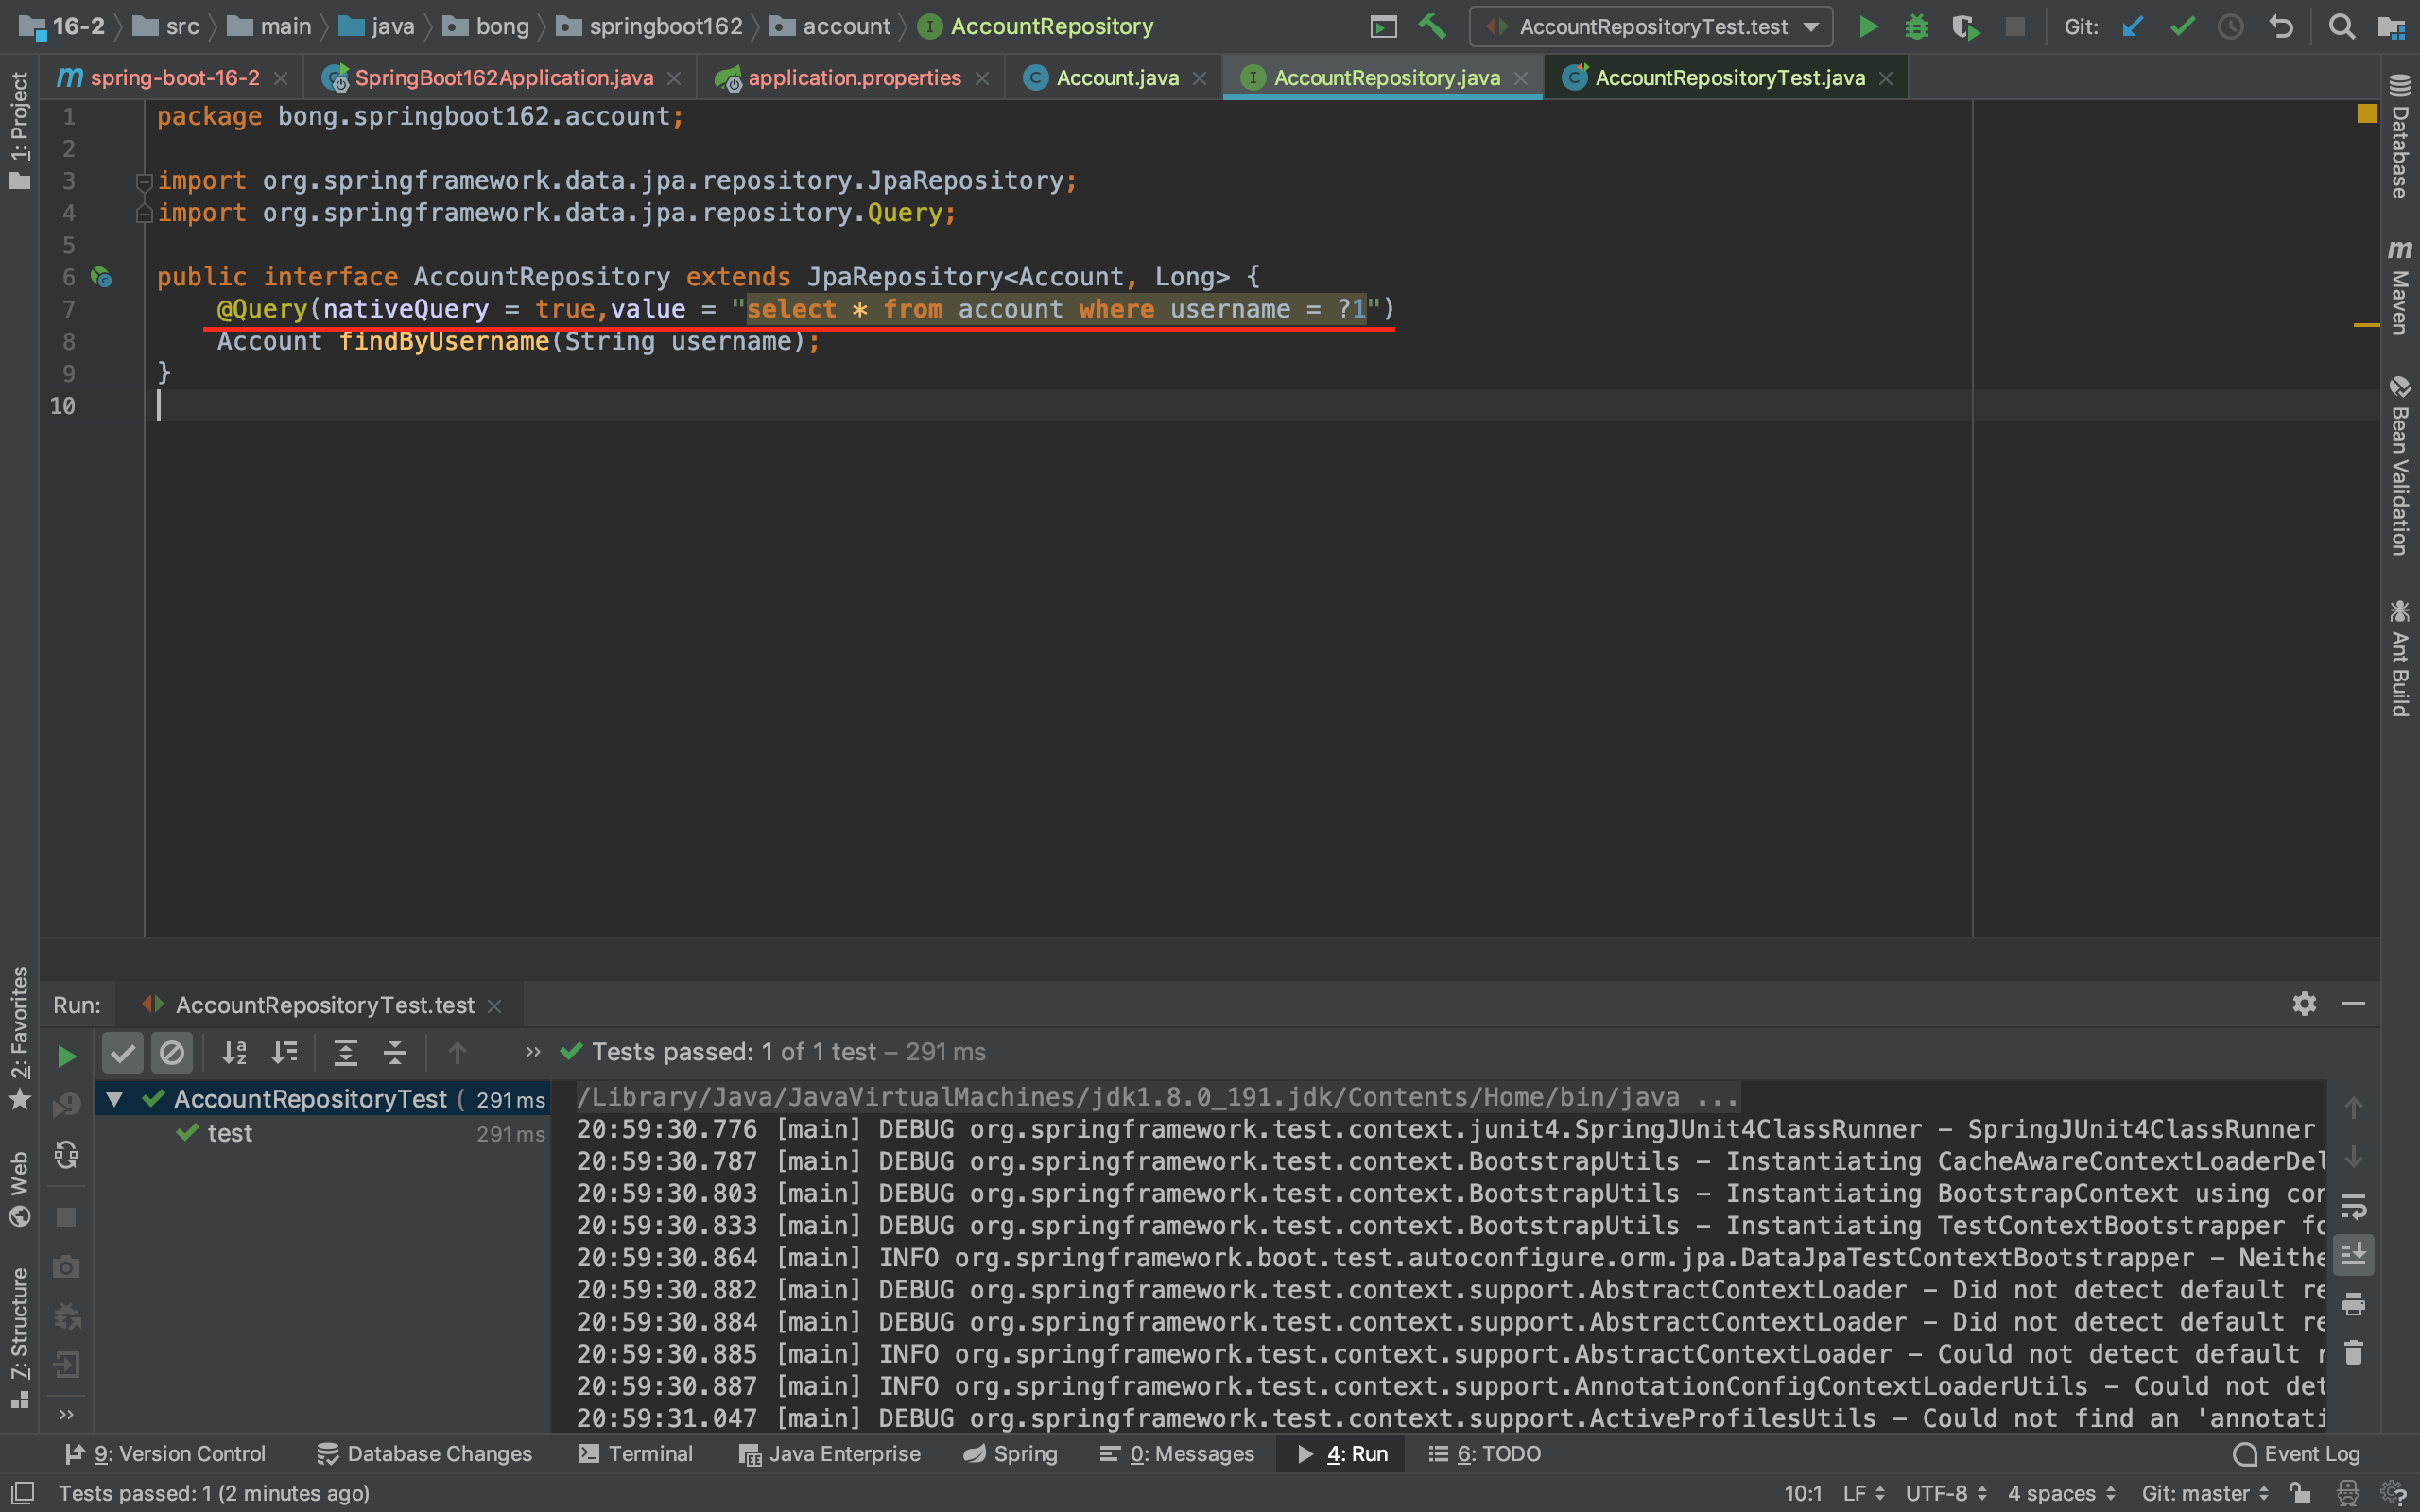 16-2 src main java bong springboot162 account AccountRepository AccountRepositoryTest.test Git:
spring-boot-16-2 SpringBoot162Application.java application.properties Account.java AccountRepository.java AccountRepositoryTest.java
1 package bong.springboot162.account;
2
3 import org.springframework.data.jpa.repository.JpaRepository;
4 import org.springframework.data.jpa.repository.Query;
5
6 public interface AccountRepository extends JpaRepository<Account, Long> {
7 @Query(nativeQuery = true,value = "select * from account where username = ?1")
8 Account findByUsername(String username);
9 }
10
1: Project
2: Favorites
Web
Z: Structure
Database
Maven
Bean Validation
Ant Build
Run: AccountRepositoryTest.test
Tests passed: 1 of 1 test – 291 ms
AccountRepositoryTest ( 291 ms
test 291 ms
/Library/Java/JavaVirtualMachines/jdk1.8.0_191.jdk/Contents/Home/bin/java ...
20:59:30.776 [main] DEBUG org.springframework.test.context.junit4.SpringJUnit4ClassRunner - SpringJUnit4ClassRunner
20:59:30.787 [main] DEBUG org.springframework.test.context.BootstrapUtils - Instantiating CacheAwareContextLoaderDel
20:59:30.803 [main] DEBUG org.springframework.test.context.BootstrapUtils - Instantiating BootstrapContext using con
20:59:30.833 [main] DEBUG org.springframework.test.context.BootstrapUtils - Instantiating TestContextBootstrapper fo
20:59:30.864 [main] INFO org.springframework.boot.test.autoconfigure.orm.jpa.DataJpaTestContextBootstrapper - Neithe
20:59:30.882 [main] DEBUG org.springframework.test.context.support.AbstractContextLoader - Did not detect default re
20:59:30.884 [main] DEBUG org.springframework.test.context.support.AbstractContextLoader - Did not detect default re
20:59:30.885 [main] INFO org.springframework.test.context.support.AbstractContextLoader - Could not detect default r
20:59:30.887 [main] INFO org.springframework.test.context.support.AnnotationConfigContextLoaderUtils - Could not det
20:59:31.047 [main] DEBUG org.springframework.test.context.support.ActiveProfilesUtils - Could not find an 'annotati
9: Version Control Database Changes Terminal Java Enterprise Spring 0: Messages 4: Run 6: TODO Event Log
Tests passed: 1 (2 minutes ago) 10:1 LF UTF-8 4 spaces Git: master